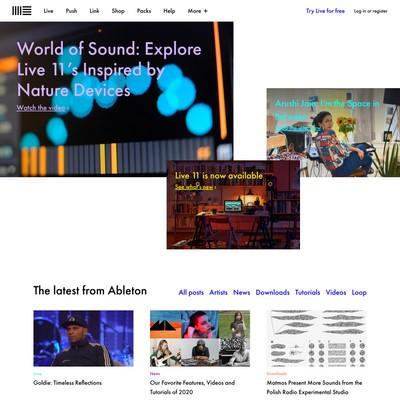 Live Push Link Shop Packs Help More + Try Live for free Log in or register
World of Sound: Explore
Live 11's Inspired by
Nature Devices
Watch the video ›
Arushi Jain: I'm the Space in
Live 11 is now available
See what's new ›
The latest from Ableton
All posts Artists News Downloads Tutorials Videos Loop
Goldie: Timeless Reflections
News
Our Favorite Features, Videos and
Tutorials of 2020
Downloads
Matmos Present More Sounds from the
Polish Radio Experimental Studio